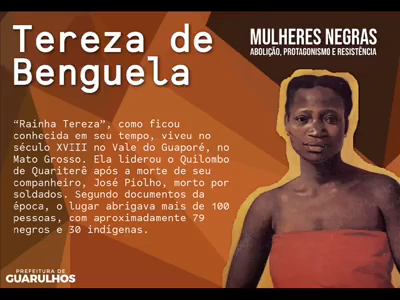 Tereza de
Benguela
MULHERES NEGRAS
ABOLIÇÃO, PROTAGONISMO E RESISTÊNCIA
“Rainha Tereza”, como ficou
conhecida em seu tempo, viveu no
século XVIII no Vale do Guaporé, no
Mato Grosso. Ela liderou o Quilombo
de Quariterê após a morte de seu
companheiro, José Piolho, morto por
soldados. Segundo documentos da
época, o lugar abrigava mais de 100
pessoas, com aproximadamente 79
negros e 30 indígenas.
PREFEITURA DE
GUARULHOS